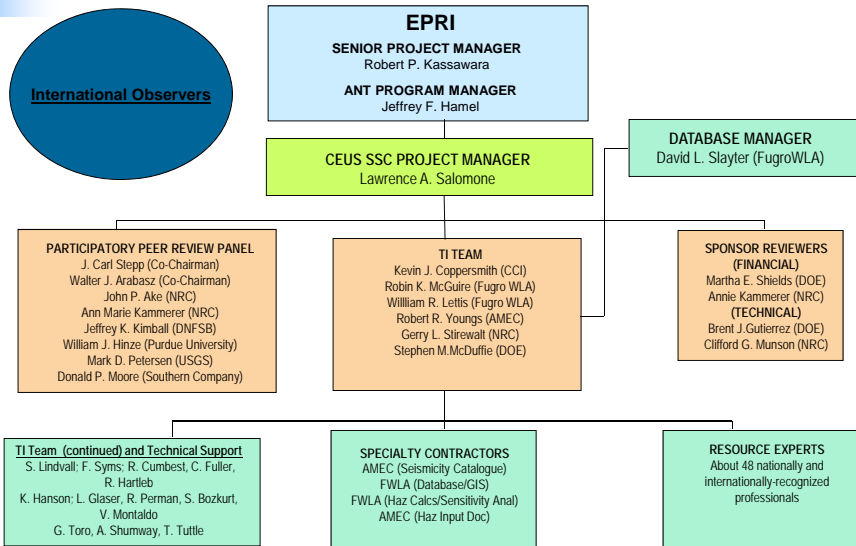 International Observers
EPRI
SENIOR PROJECT MANAGER
Robert P. Kassawara
ANT PROGRAM MANAGER
Jeffrey F. Hamel
CEUS SSC PROJECT MANAGER
Lawrence A. Salomone
DATABASE MANAGER
David L. Slayter (FugroWLA)
PARTICIPATORY PEER REVIEW PANEL
J. Carl Stepp (Co-Chairman)
Walter J. Arabasz (Co-Chairman)
John P. Ake (NRC)
Ann Marie Kammerer (NRC)
Jeffrey K. Kimball (DNFSB)
William J. Hinze (Purdue University)
Mark D. Petersen (USGS)
Donald P. Moore (Southern Company)
TI TEAM
Kevin J. Coppersmith (CCI)
Robin K. McGuire (Fugro WLA)
Willliam R. Lettis (Fugro WLA)
Robert R. Youngs (AMEC)
Gerry L. Stirewalt (NRC)
Stephen M.McDuffie (DOE)
SPONSOR REVIEWERS
(FINANCIAL)
Martha E. Shields (DOE)
Annie Kammerer (NRC)
(TECHNICAL)
Brent J.Gutierrez (DOE)
Clifford G. Munson (NRC)
TI Team (continued) and Technical Support
S. Lindvall; F. Syms; R. Cumbest, C. Fuller,
R. Hartleb
K. Hanson; L. Glaser, R. Perman, S. Bozkurt,
V. Montaldo
G. Toro, A. Shumway, T. Tuttle
SPECIALTY CONTRACTORS
AMEC (Seismicity Catalogue)
FWLA (Database/GIS)
FWLA (Haz Calcs/Sensitivity Anal)
AMEC (Haz Input Doc)
RESOURCE EXPERTS
About 48 nationally and
internationally-recognized
professionals